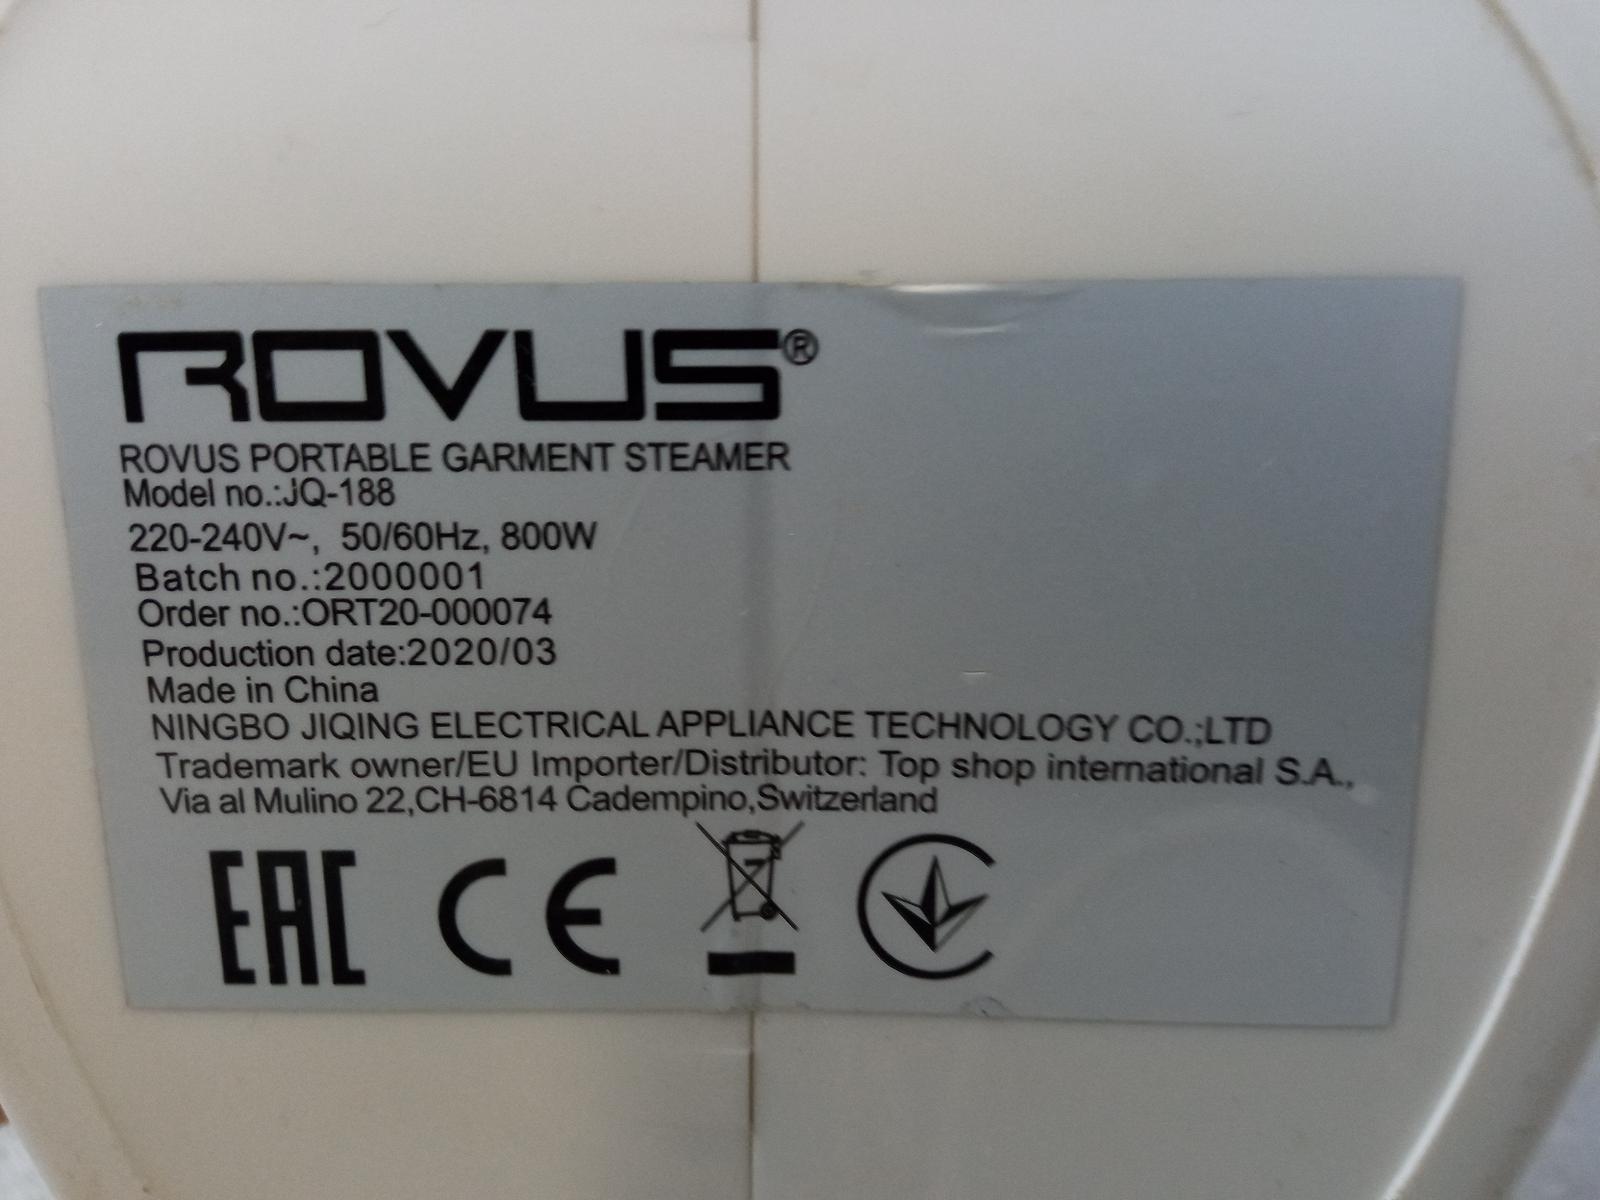 ROVUS®
ROVUS PORTABLE GARMENT STEAMER
Model no.:JQ-188
220-240V~, 50/60Hz, 800W
Batch no.:2000001
Order no.:ORT20-000074
Production date:2020/03
Made in China
NINGBO JIQING ELECTRICAL APPLIANCE TECHNOLOGY CO.;LTD
Trademark owner/EU Importer/Distributor: Top shop international S.A.,
Via al Mulino 22,CH-6814 Cadempino,Switzerland
EAC CE